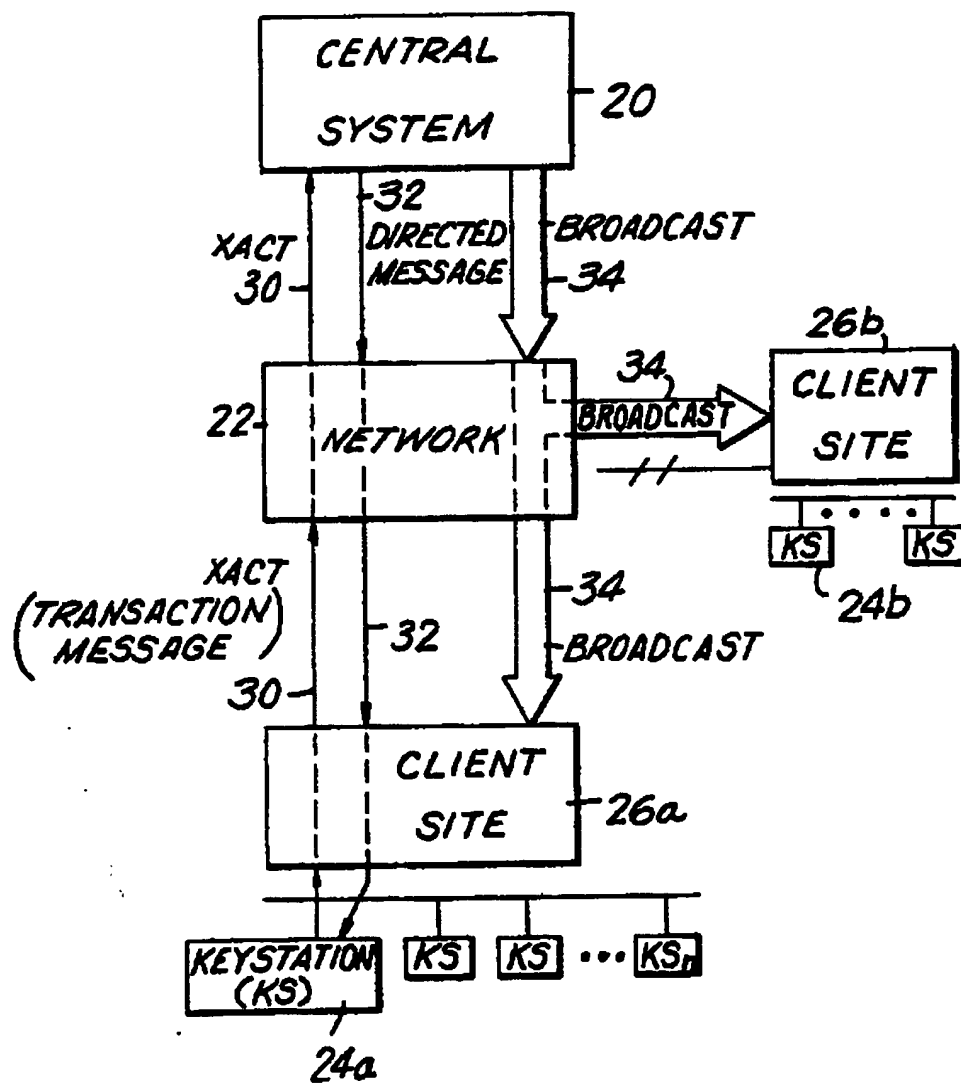 CENTRAL
SYSTEM
20
XACT
30
32
DIRECTED
MESSAGE
BROADCAST
34
26b
CLIENT
SITE
34
BROADCAST
22
NETWORK
KS
• • • •
KS
24b
XACT
(TRANSACTION
MESSAGE)
30
32
34
BROADCAST
CLIENT
SITE
26a
KEYSTATION
(KS)
24a
KS
KS
•••
KSn